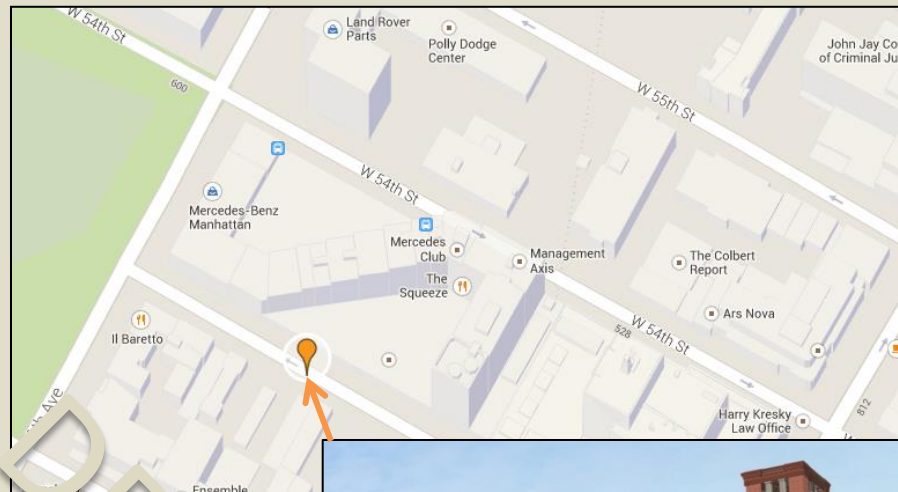 W 54th St
Land Rover
Parts
Polly Dodge
Center
John Jay Co
of Criminal Ju
600
W 55th St
W 54th St
Mercedes-Benz
Manhattan
Mercedes
Club
Management
Axis
The Colbert
Report
The
Squeeze
Ars Nova
Il Baretto
528
W 54th St
812
Harry Kresky
Law Office
Ave
Ensemble